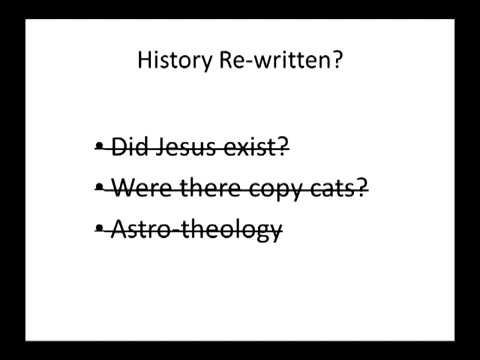 History Re-written?
• Did Jesus exist?
• Were there copy cats?
• Astro-theology